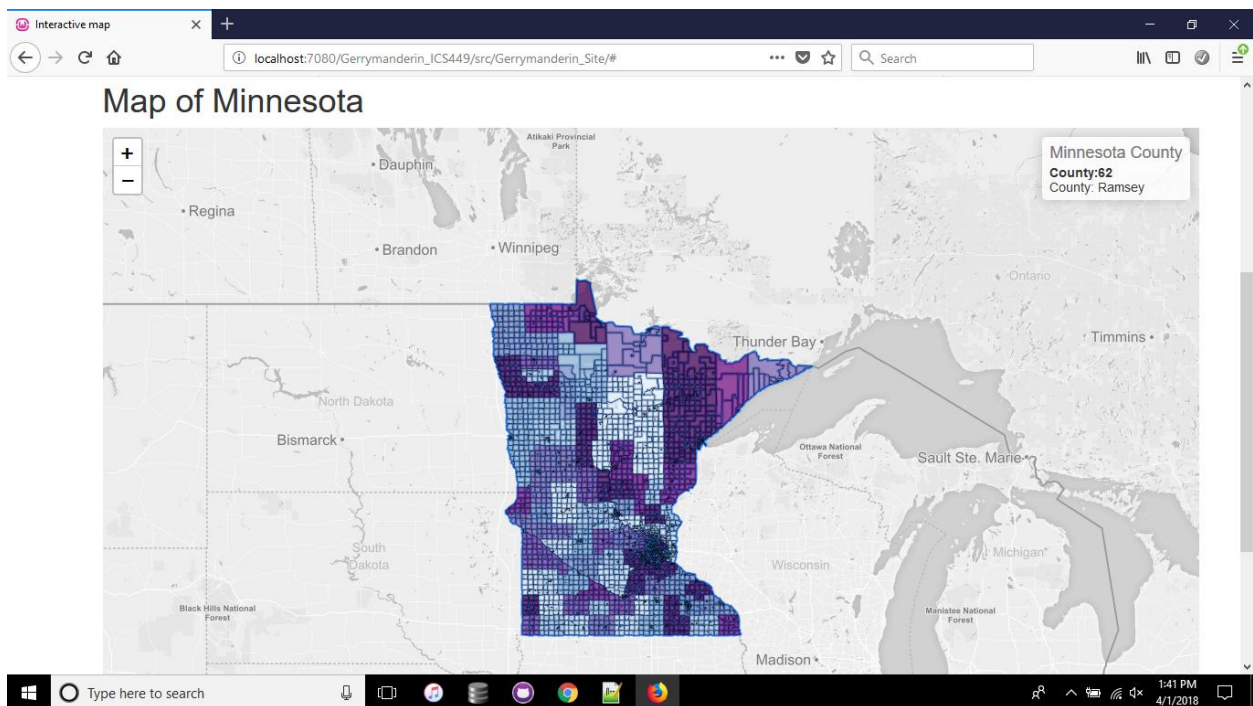 Interactive map
localhost:7080/Gerrymanderin_ICS449/src/Gerrymanderin_Site/#
Search
Map of Minnesota
+
−
Minnesota County
County:62
County: Ramsey
Atikaki Provincial
Park
Dauphin
Regina
Brandon
Winnipeg
Ontario
Thunder Bay
Timmins
North Dakota
Bismarck
Ottawa National
Forest
Sault Ste. Marie
South
Dakota
Wisconsin
Michigan
Black Hills National
Forest
Manistee National
Forest
Madison
Type here to search
1:41 PM
4/1/2018